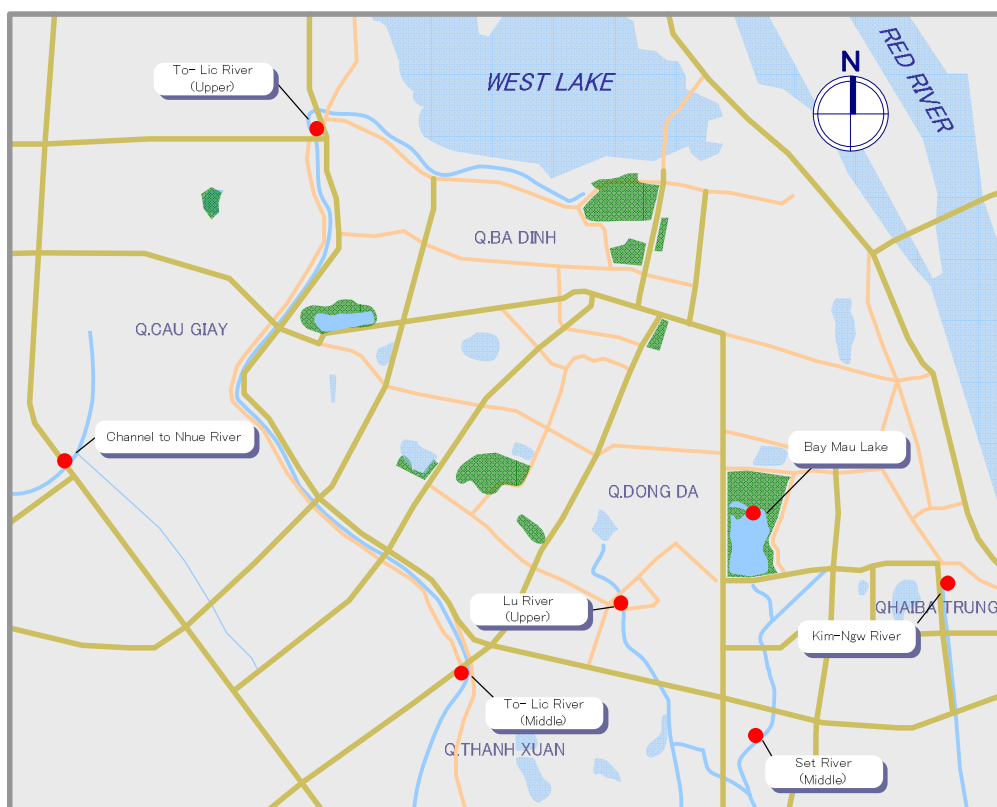 To- Lic River
(Upper)
WEST LAKE
N
RED RIVER
Q.BA DINH
Q.CAU GIAY
Channel to Nhue River
Bay Mau Lake
Q.DONG DA
Lu River
(Upper)
QHAIBA TRUNG
Kim-Ngw River
To- Lic River
(Middle)
Q.THANH XUAN
Set River
(Middle)